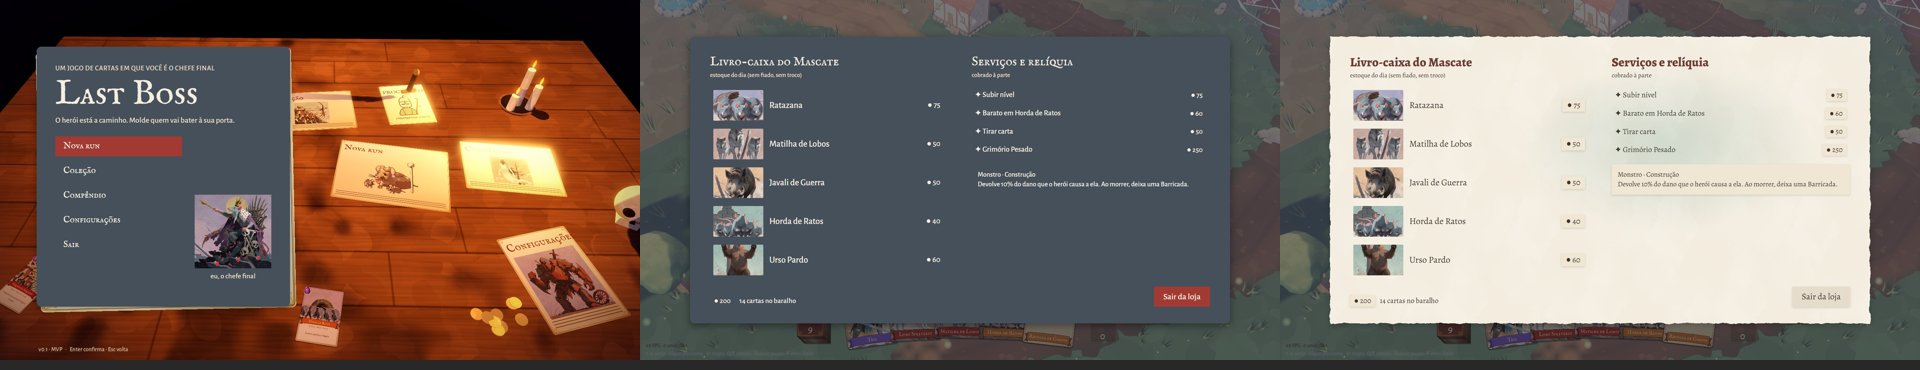 UM JOGO DE CARTAS EM QUE VOCÊ É O CHEFE FINAL
Last Boss
O herói está a caminho. Molde quem vai bater à sua porta.
Nova run
Coleção
Compêndio
Configurações
Sair
eu, o chefe final
v0.1 · MVP · Enter confirma · Esc volta
Nova run
Configuraçõe
Livro-caixa do Mascate
estoque do dia (sem fiado, sem troco)
Ratazana
75
Matilha de Lobos
50
Javali de Guerra
50
Horda de Ratos
40
Urso Pardo
60
200 14 cartas no baralho
Serviços e relíquia
cobrado à parte
Subir nível
75
Barato em Horda de Ratos
60
Tirar carta
50
Grimório Pesado
250
Monstro · Construção
Devolve 10% do dano que o herói causa a ela. Ao morrer, deixa uma Barricada.
Sair da loja
9
0
Livro-caixa do Mascate
estoque do dia (sem fiado, sem troco)
Ratazana
75
Matilha de Lobos
50
Javali de Guerra
50
Horda de Ratos
40
Urso Pardo
60
200 14 cartas no baralho
Serviços e relíquia
cobrado à parte
Subir nível
75
Barato em Horda de Ratos
60
Tirar carta
50
Grimório Pesado
250
Monstro · Construção
Devolve 10% do dano que o herói causa a ela. Ao morrer, deixa uma Barricada.
Sair da loja
9
0